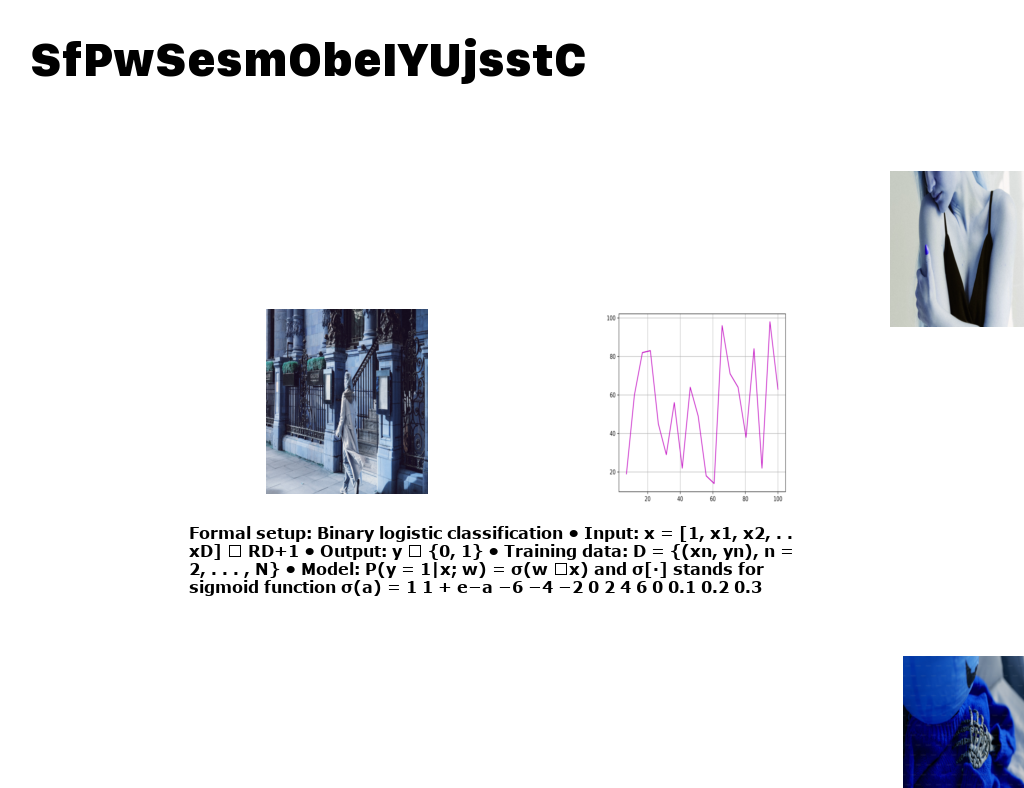 SfPwSesmObeIYUjsstC
100
80
60
40
20
20 40 60 80 100
Formal setup: Binary logistic classification • Input: x = [1, x1, x2, . .
xD] □ RD+1 • Output: y □ {0, 1} • Training data: D = {(xn, yn), n =
2, . . . , N} • Model: P(y = 1|x; w) = σ(w □x) and σ[·] stands for
sigmoid function σ(a) = 1 1 + e−a −6 −4 −2 0 2 4 6 0 0.1 0.2 0.3